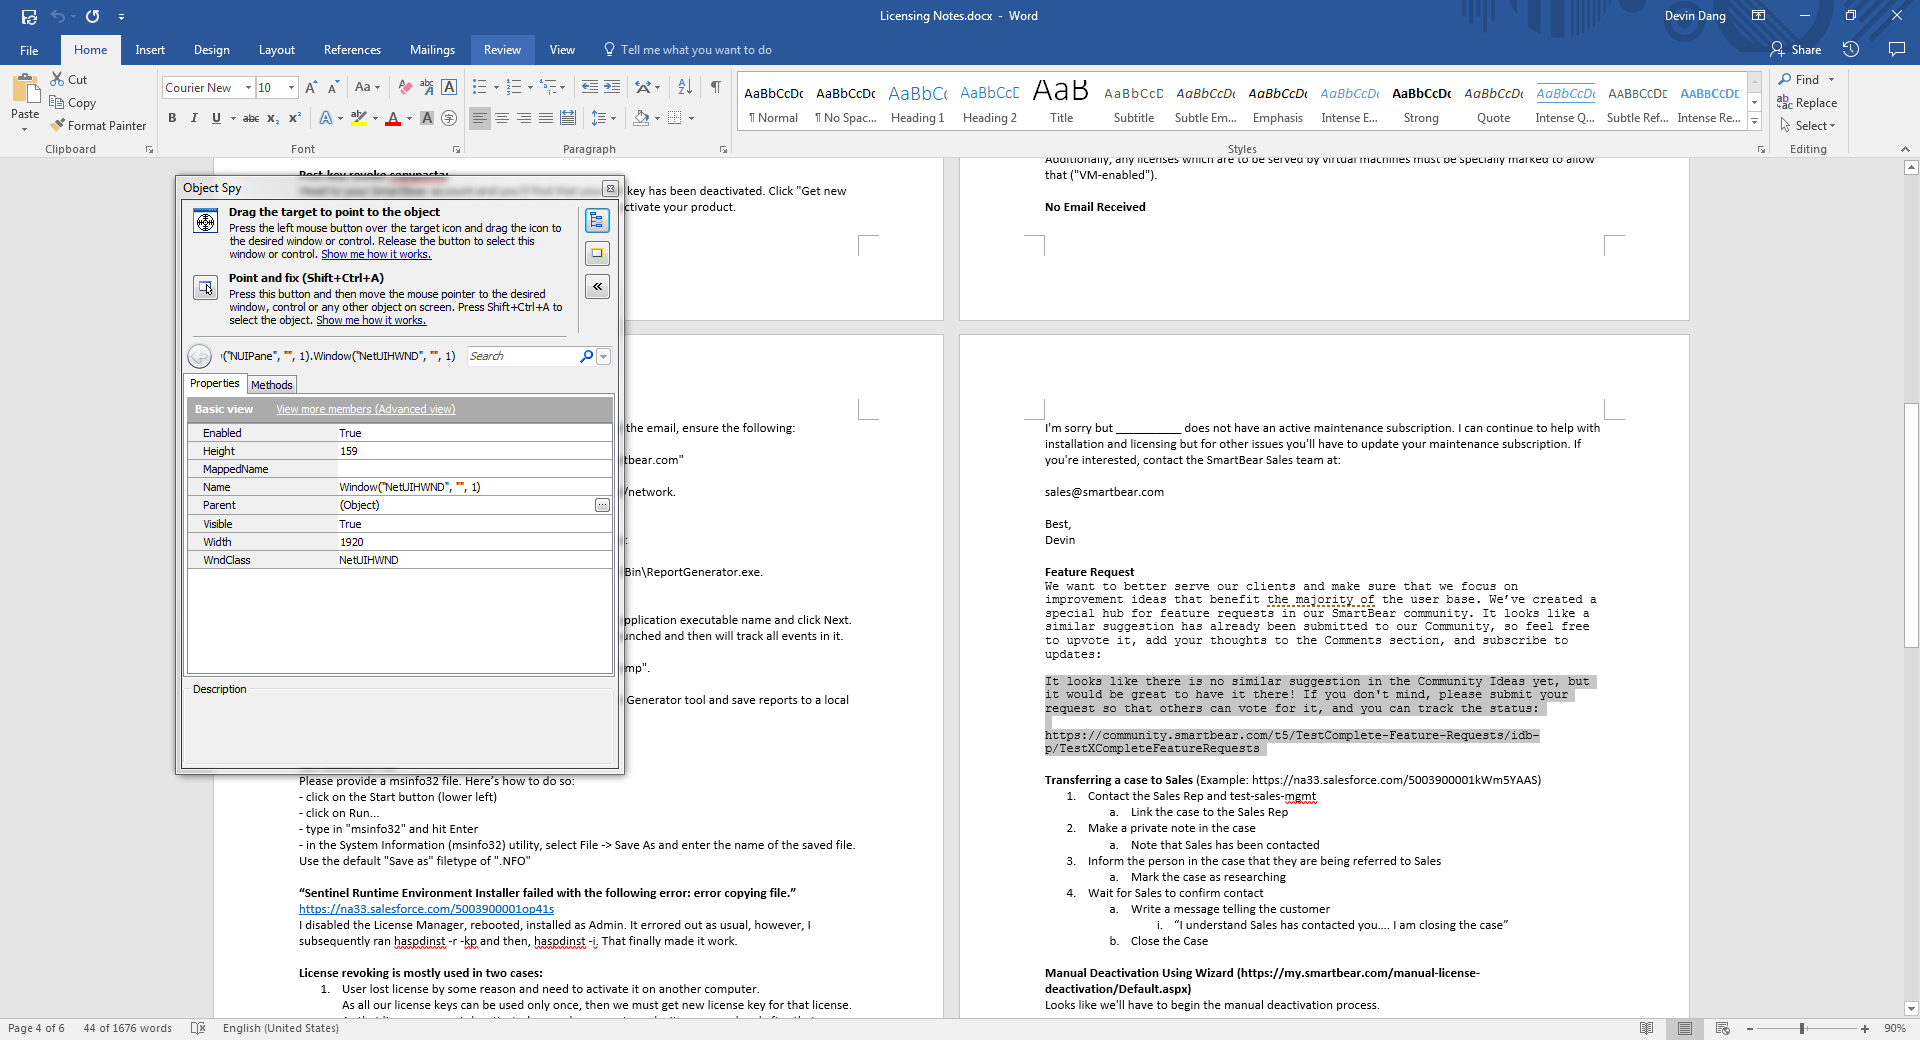 Licensing Notes.docx - Word
Devin Dang
File
Home
Insert
Design
Layout
References
Mailings
Review
View
Tell me what you want to do
Share
Paste
Cut
Copy
Format Painter
Clipboard
Courier New
10
Font
Paragraph
AaBbCcDc
¶ Normal
AaBbCcDc
¶ No Spac...
AaBbCc
Heading 1
AaBbCcD
Heading 2
AaB
Title
AaBbCcD
Subtitle
AaBbCcDc
Subtle Em...
AaBbCcDc
Emphasis
AaBbCcDc
Intense E...
AaBbCcDc
Strong
AaBbCcDc
Quote
AaBbCcDc
Intense Q...
AaBbCcDc
Subtle Ref...
AaBbCcDc
Intense Re...
Styles
Find
Replace
Select
Editing
Object Spy
Drag the target to point to the object
Press the left mouse button over the target icon and drag the icon to
the desired window or control. Release the button to select this
window or control. Show me how it works.
Point and fix (Shift+Ctrl+A)
Press this button and then move the mouse pointer to the desired
window, control or any other object on screen. Press Shift+Ctrl+A to
select the object. Show me how it works.
("NUIPane", "", 1).Window("NetUIHWND", "", 1)
Search
Properties
Methods
Basic view
View more members (Advanced view)
Enabled True
Height 159
MappedName
Name Window("NetUIHWND", "", 1)
Parent (Object)
Visible True
Width 1920
WndClass NetUIHWND
Description
key has been deactivated. Click "Get new
ctivate your product.
the email, ensure the following:
tbear.com"
/network.
:
Bin\ReportGenerator.exe.
pplication executable name and click Next.
unched and then will track all events in it.
mp".
Generator tool and save reports to a local
Please provide a msinfo32 file. Here's how to do so:
- click on the Start button (lower left)
- click on Run...
- type in "msinfo32" and hit Enter
- in the System Information (msinfo32) utility, select File -> Save As and enter the name of the saved file.
Use the default "Save as" filetype of ".NFO"
“Sentinel Runtime Environment Installer failed with the following error: error copying file.”
https://na33.salesforce.com/5003900001op41s
I disabled the License Manager, rebooted, installed as Admin. It errored out as usual, however, I
subsequently ran haspdinst -r -kp and then, haspdinst -i. That finally made it work.
License revoking is mostly used in two cases:
1. User lost license by some reason and need to activate it on another computer.
As all our license keys can be used only once, then we must get new license key for that license.
Additionally, any licenses which are to be served by virtual machines must be specially marked to allow
that ("VM-enabled").
No Email Received
I'm sorry but ___________ does not have an active maintenance subscription. I can continue to help with
installation and licensing but for other issues you'll have to update your maintenance subscription. If
you're interested, contact the SmartBear Sales team at:
sales@smartbear.com
Best,
Devin
Feature Request
We want to better serve our clients and make sure that we focus on
improvement ideas that benefit the majority of the user base. We've created a
special hub for feature requests in our SmartBear community. It looks like a
similar suggestion has already been submitted to our Community, so feel free
to upvote it, add your thoughts to the Comments section, and subscribe to
updates:
It looks like there is no similar suggestion in the Community Ideas yet, but
it would be great to have it there! If you don't mind, please submit your
request so that others can vote for it, and you can track the status:
https://community.smartbear.com/t5/TestComplete-Feature-Requests/idb-
p/TestXCompleteFeatureRequests
Transferring a case to Sales (Example: https://na33.salesforce.com/5003900001kWm5YAAS)
1. Contact the Sales Rep and test-sales-mgmt
a. Link the case to the Sales Rep
2. Make a private note in the case
a. Note that Sales has been contacted
3. Inform the person in the case that they are being referred to Sales
a. Mark the case as researching
4. Wait for Sales to confirm contact
a. Write a message telling the customer
i. “I understand Sales has contacted you.... I am closing the case”
b. Close the Case
Manual Deactivation Using Wizard (https://my.smartbear.com/manual-license-
deactivation/Default.aspx)
Looks like we'll have to begin the manual deactivation process.
Page 4 of 6
44 of 1676 words
English (United States)
90%